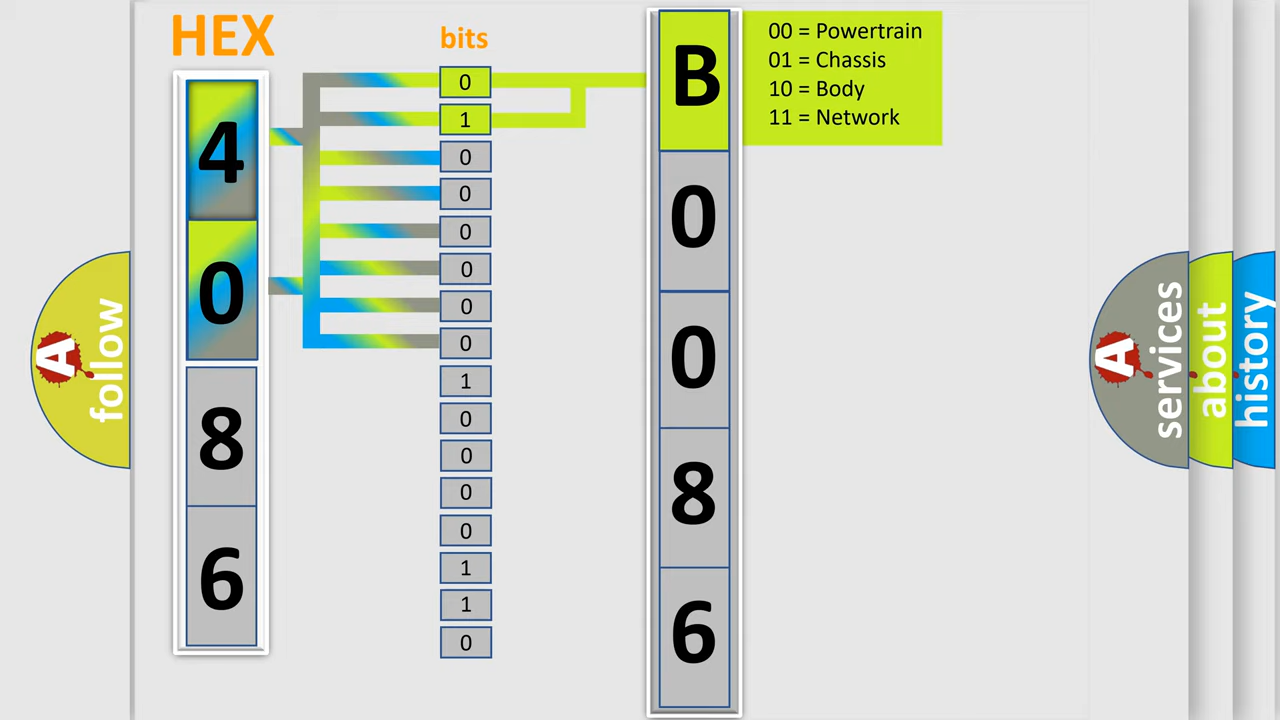 HEX
bits
4
0
8
6
0
1
0
0
0
0
0
0
1
0
0
0
0
1
1
0
B
0
0
8
6
00 = Powertrain
01 = Chassis
10 = Body
11 = Network
A
follow
A
services
about
history